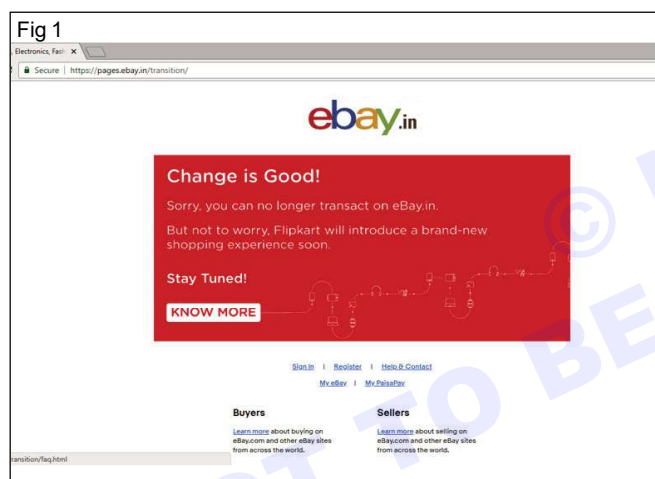 Fig 1
Electronics, Fash
Secure | https://pages.ebay.in/transition/
ebay.in
Change is Good!
Sorry, you can no longer transact on eBay.in.
But not to worry, Flipkart will introduce a brand-new
shopping experience soon.
Stay Tuned!
KNOW MORE
Sign In | Register | Help & Contact
My eBay | My PaisaPay
Buyers Sellers
Learn more about buying on Learn more about selling on
eBay.com and other eBay sites eBay.com and other eBay sites
from across the world. from across the world.
ransition/faq.html
©
TO BE